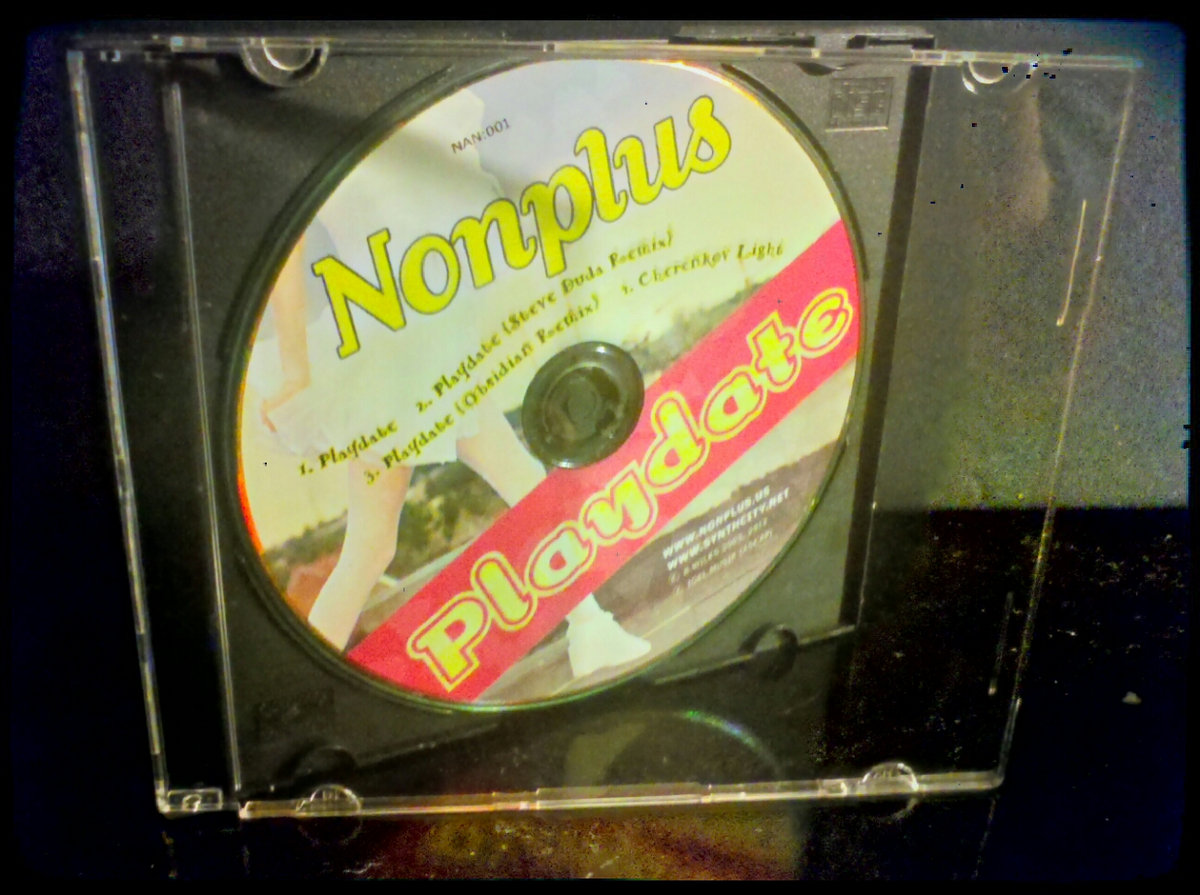 NAN:001
Nonplus
1. Playdate 2. Playdate (Steve Duda Remix)
3. Playdate (Obsidian Remix) 4. Cherenkov Light
Playdate
WWW.NONPLUS.US
WWW.SYNTHCITY.NET